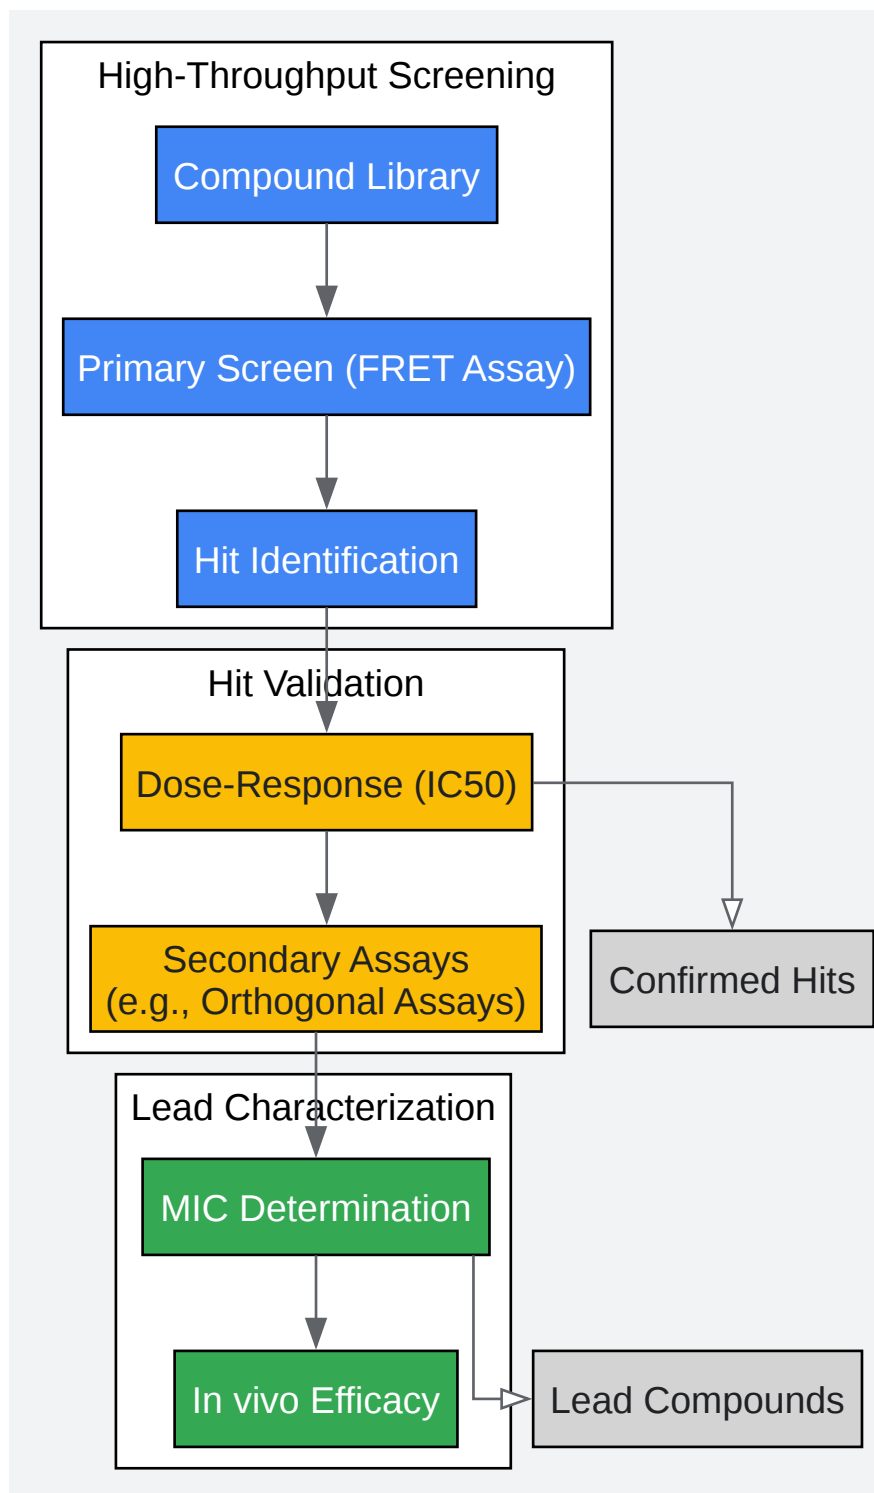 High-Throughput Screening
Compound Library
Primary Screen (FRET Assay)
Hit Identification
Hit Validation
Dose-Response (IC50)
Secondary Assays
(e.g., Orthogonal Assays)
Confirmed Hits
Lead Characterization
MIC Determination
In vivo Efficacy
Lead Compounds